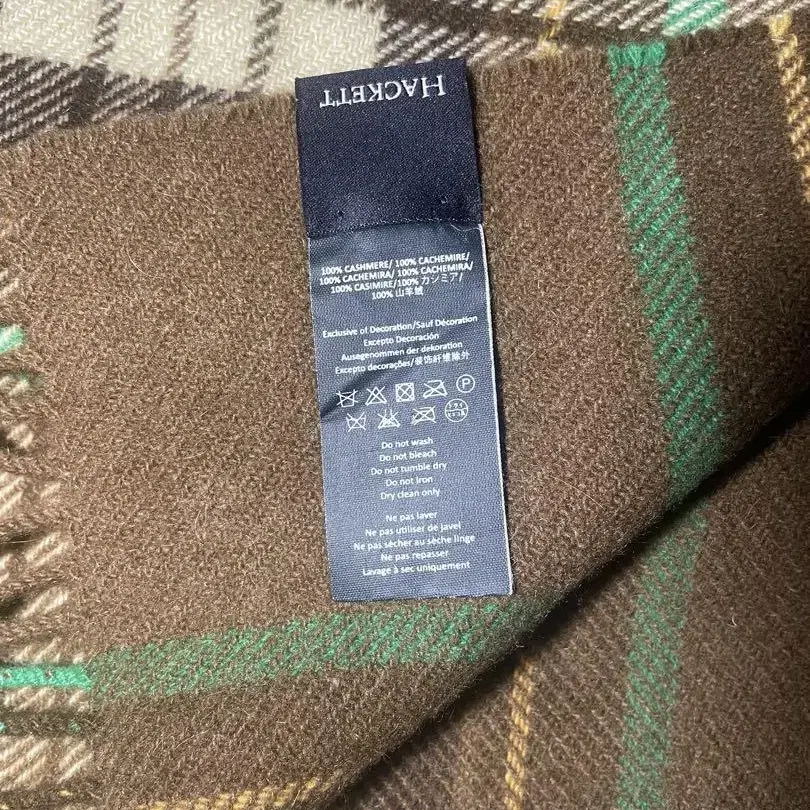 HACKETT
100% CASHMERE/ 100% CACHEMIRE/
100% CACHEMIRA/ 100% CACHEMIRA/
100% CASIMIRE/100% カシミア/
100% 山羊絨
Exclusive of Decoration/Sauf Décoration
Excepto Decoración
Ausagenommen der dekoration
Excepto decorações/装饰纤维除外
P
Do not wash
Do not bleach
Do not tumble dry
Do not iron
Dry clean only
Ne pas laver
Ne pas utiliser de javel
Ne pas sécher au sèche linge
Ne pas repasser
Lavage à sec uniquement